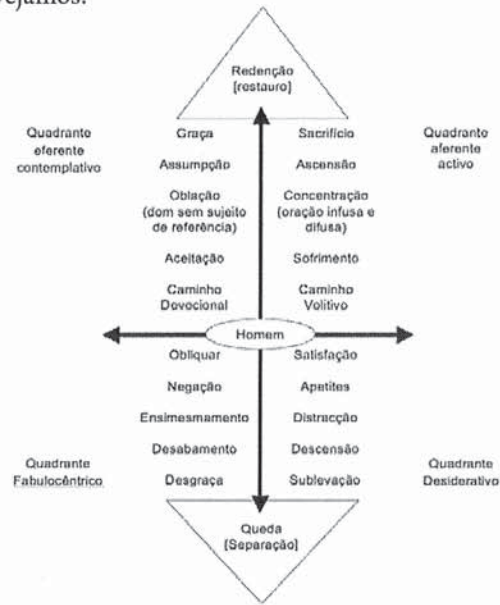 vejamos.
Redenção
[restauro]
Quadrante
eferente
contemplativo
Graça
Sacrifício
Quadrante
aferente
activo
Assumpção
Ascensão
Oblação
(dom sem sujeito
de referência)
Concentração
(oração infusa e
difusa)
Aceitação
Sofrimento
Caminho
Devocional
Caminho
Volitivo
Homem
Obliquar
Satisfação
Negação
Apetites
Ensimesmamento
Distracção
Desabamento
Descensão
Quadrante
Fabulocêntrico
Desgraça
Sublevação
Quadrante
Desiderativo
Queda
[Separação]